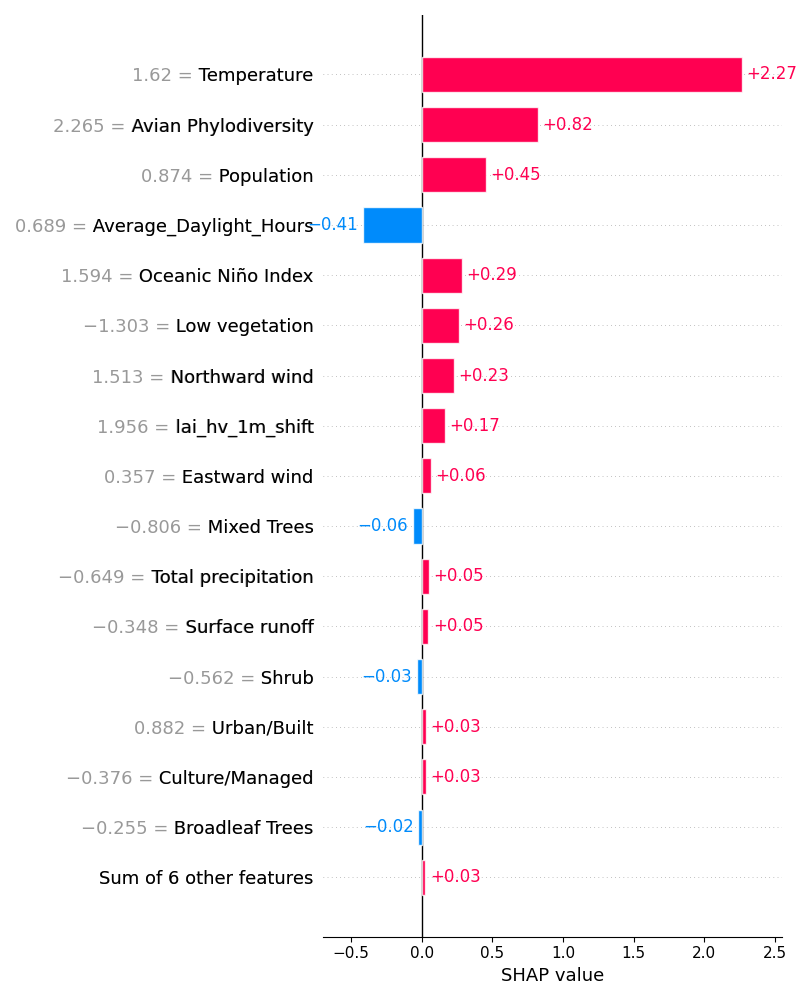 1.62 = Temperature +2.27
2.265 = Avian Phylodiversity +0.82
0.874 = Population +0.45
0.689 = Average_Daylight_Hours −0.41
1.594 = Oceanic Niño Index +0.29
−1.303 = Low vegetation +0.26
1.513 = Northward wind +0.23
1.956 = lai_hv_1m_shift +0.17
0.357 = Eastward wind +0.06
−0.806 = Mixed Trees −0.06
−0.649 = Total precipitation +0.05
−0.348 = Surface runoff +0.05
−0.562 = Shrub −0.03
0.882 = Urban/Built +0.03
−0.376 = Culture/Managed +0.03
−0.255 = Broadleaf Trees −0.02
Sum of 6 other features +0.03
−0.5 0.0 0.5 1.0 1.5 2.0 2.5
SHAP value